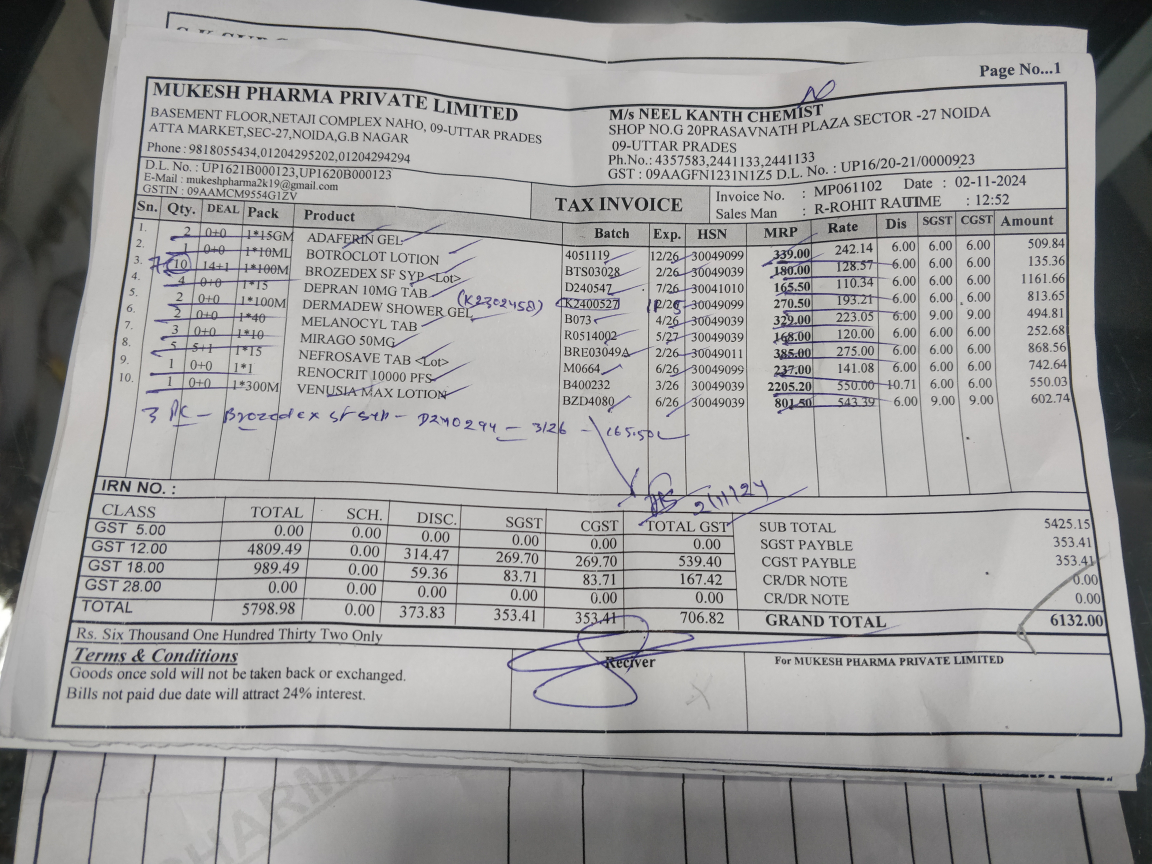 Page No...1
MUKESH PHARMA PRIVATE LIMITED
BASEMENT FLOOR,NETAJI COMPLEX NAHO, 09-UTTAR PRADES
ATTA MARKET,SEC-27,NOIDA,G.B NAGAR
Phone : 9818055434,01204295202,01204294294
D.L. No. : UP1621B000123,UP1620B000123
E-Mail : mukeshpharma2k19@gmail.com
GSTIN : 09AAMCM9554G1ZV
M/s NEEL KANTH CHEMIST
SHOP NO.G 20PRASAVNATH PLAZA SECTOR -27 NOIDA
09-UTTAR PRADES
Ph.No.: 4357583,2441133,2441133
GST : 09AAGFN1231N1Z5 D.L. No. : UP16/20-21/0000923
TAX INVOICE
Invoice No. : MP061102 Date : 02-11-2024
Sales Man : R-ROHIT RAUTIME : 12:52
Sn. Qty. DEAL Pack Product Batch Exp. HSN MRP Rate Dis SGST CGST Amount
1. 2 0+0 1*15GM ADAFERIN GEL 4051119 12/26 30049099 339.00 242.14 6.00 6.00 6.00 509.84
2. 1 0+0 1*10ML BOTROCLOT LOTION BTS03028 2/26 30049039 180.00 128.57 6.00 6.00 6.00 135.36
3. 10 14+1 1*100M BROZEDEX SF SYP <Lot> D240547 7/26 30041010 165.50 110.34 6.00 6.00 6.00 1161.66
4. 4 0+0 1*15 DEPRAN 10MG TAB (K2302458) K2400527 2/26 30049099 270.50 193.21 6.00 6.00 6.00 813.65
5. 2 0+0 1*100M DERMADEW SHOWER GEL B073 4/26 30049039 329.00 223.05 6.00 9.00 9.00 494.81
6. 2 0+0 1*40 MELANOCYL TAB R0514002 5/27 30049039 168.00 120.00 6.00 6.00 6.00 252.68
7. 3 0+0 1*10 MIRAGO 50MG BRE03049A 2/26 30049011 385.00 275.00 6.00 6.00 6.00 868.56
8. 5 5+1 1*15 NEFROSAVE TAB <Lot> M0664 6/26 30049099 237.00 141.08 6.00 6.00 6.00 742.64
9. 1 0+0 1*1 RENOCRIT 10000 PFS B400232 3/26 30049039 2205.20 550.00 10.71 6.00 6.00 550.03
10. 1 0+0 1*300M VENUSIA MAX LOTION BZD4080 6/26 30049039 801.50 543.39 6.00 9.00 9.00 602.74
3 PC - Brozedex SF SYP - D240294 - 3/26 - 165.50
2/11/24
IRN NO. :
CLASS TOTAL SCH. DISC. SGST CGST TOTAL GST
GST 5.00 0.00 0.00 0.00 0.00 0.00 0.00
GST 12.00 4809.49 0.00 314.47 269.70 269.70 539.40
GST 18.00 989.49 0.00 59.36 83.71 83.71 167.42
GST 28.00 0.00 0.00 0.00 0.00 0.00 0.00
TOTAL 5798.98 0.00 373.83 353.41 353.41 706.82
SUB TOTAL 5425.15
SGST PAYBLE 353.41
CGST PAYBLE 353.41
CR/DR NOTE 0.00
CR/DR NOTE 0.00
GRAND TOTAL 6132.00
Rs. Six Thousand One Hundred Thirty Two Only
Terms & Conditions
Goods once sold will not be taken back or exchanged.
Bills not paid due date will attract 24% interest.
Reciver
For MUKESH PHARMA PRIVATE LIMITED